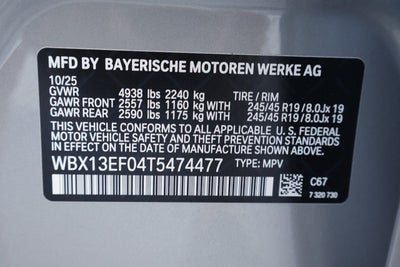 MFD BY BAYERISCHE MOTOREN WERKE AG
10/25
GVWR 4938 lbs 2240 kg TIRE / RIM
GAWR FRONT 2557 lbs 1160 kg WITH 245/45 R19 / 8.0Jx 19
GAWR REAR 2590 lbs 1175 kg WITH 245/45 R19 / 8.0Jx 19
THIS VEHICLE CONFORMS TO ALL APPLICABLE U.S. FEDERAL
MOTOR VEHICLE SAFETY AND THEFT PREVENTION STANDARDS
IN EFFECT ON THE DATE OF MANUFACTURE SHOWN ABOVE.
WBX13EF04T5474477 TYPE: MPV
C67
7 320 730